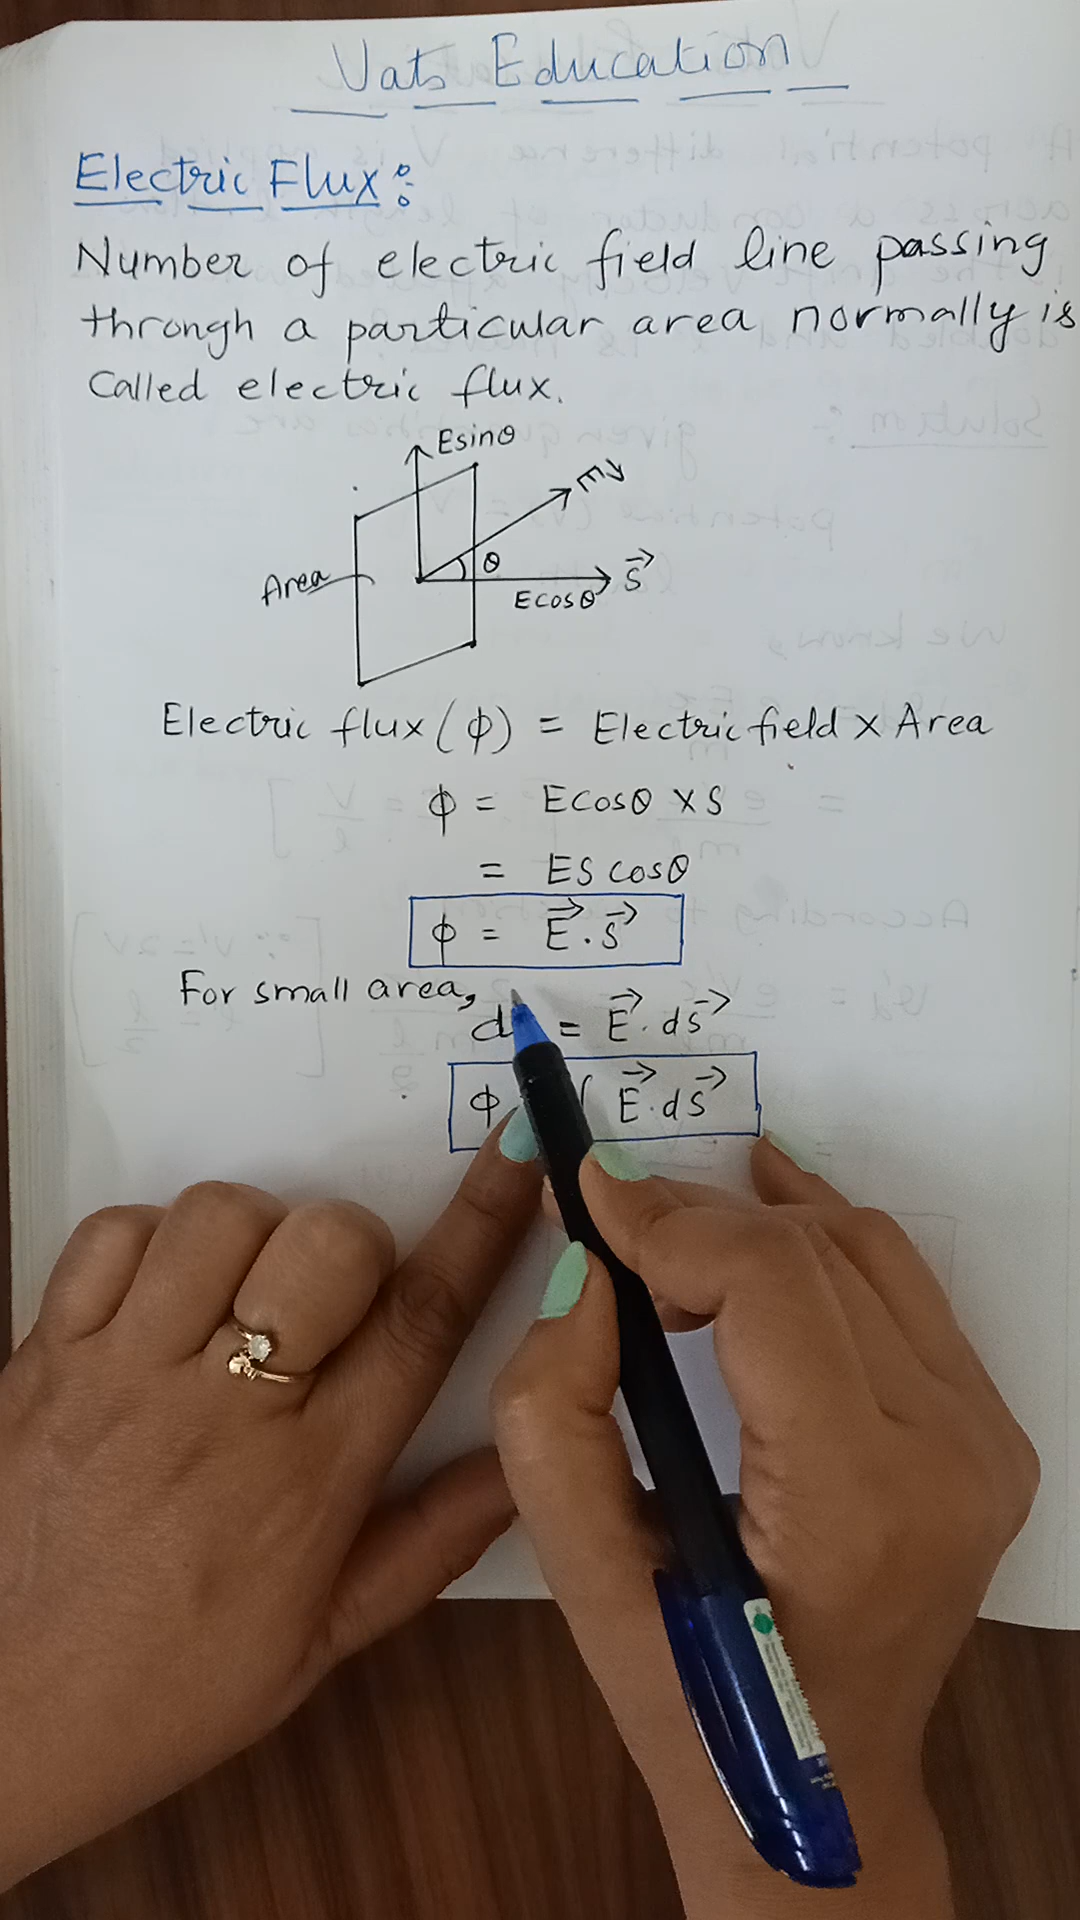 Vats Education
Electric Flux:
Number of electric field line passing
through a particular area normally is
Called electric flux.
Esinθ
E⃗
Area
θ
S⃗
Ecosθ
Electric flux (ϕ) = Electric field × Area
ϕ = Ecosθ × S
= ES cosθ
ϕ = E⃗ . S⃗
For small area,
d = E⃗ . dS⃗
ϕ ∫ E⃗ . dS⃗